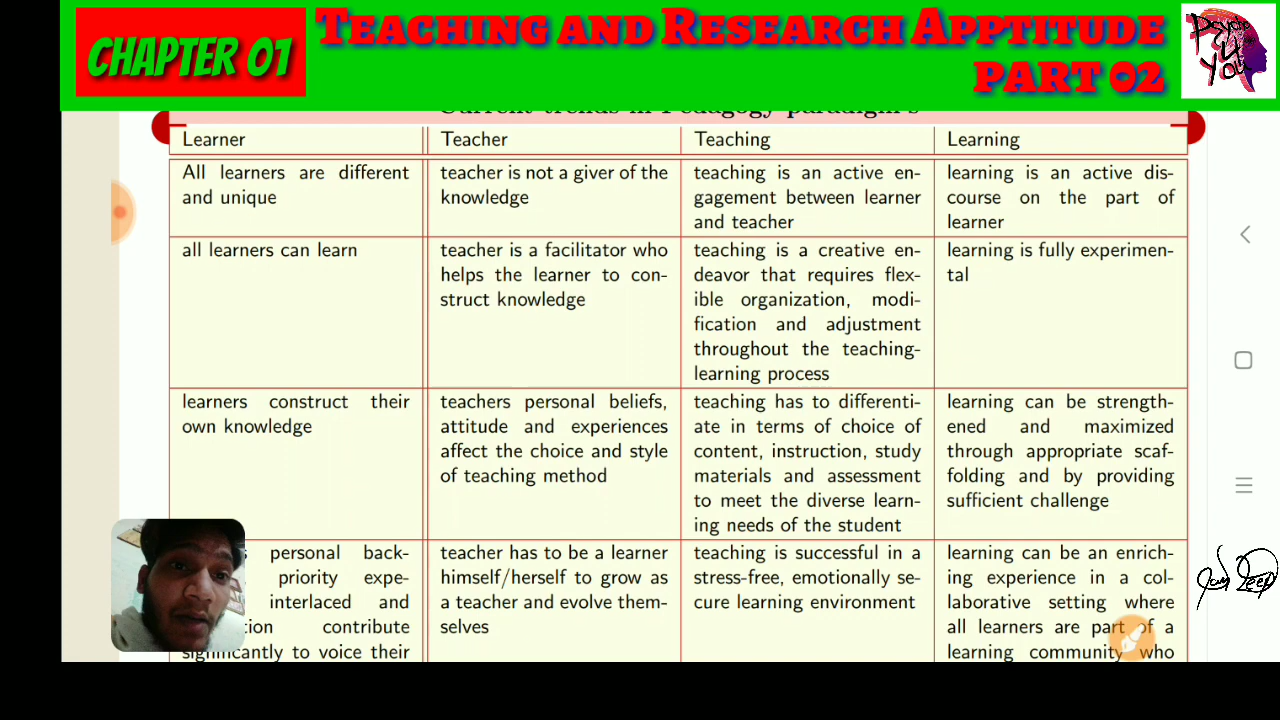 CHAPTER 01
TEACHING AND RESEARCH APPTITUDE
PART 02
Psyche
4
You
Current trends in Pedagogy paradigm's
Learner
Teacher
Teaching
Learning
All learners are different
and unique
teacher is not a giver of the
knowledge
teaching is an active en-
gagement between learner
and teacher
learning is an active dis-
course on the part of
learner
all learners can learn
teacher is a facilitator who
helps the learner to con-
struct knowledge
teaching is a creative en-
deavor that requires flex-
ible organization, modi-
fication and adjustment
throughout the teaching-
learning process
learning is fully experimen-
tal
learners construct their
own knowledge
teachers personal beliefs,
attitude and experiences
affect the choice and style
of teaching method
teaching has to differenti-
ate in terms of choice of
content, instruction, study
materials and assessment
to meet the diverse learn-
ing needs of the student
learning can be strength-
ened and maximized
through appropriate scaf-
folding and by providing
sufficient challenge
personal back-
priority expe-
interlaced and
contribute
significantly to voice their
teacher has to be a learner
himself/herself to grow as
a teacher and evolve them-
selves
teaching is successful in a
stress-free, emotionally se-
cure learning environment
learning can be an enrich-
ing experience in a col-
laborative setting where
all learners are part of a
learning community who